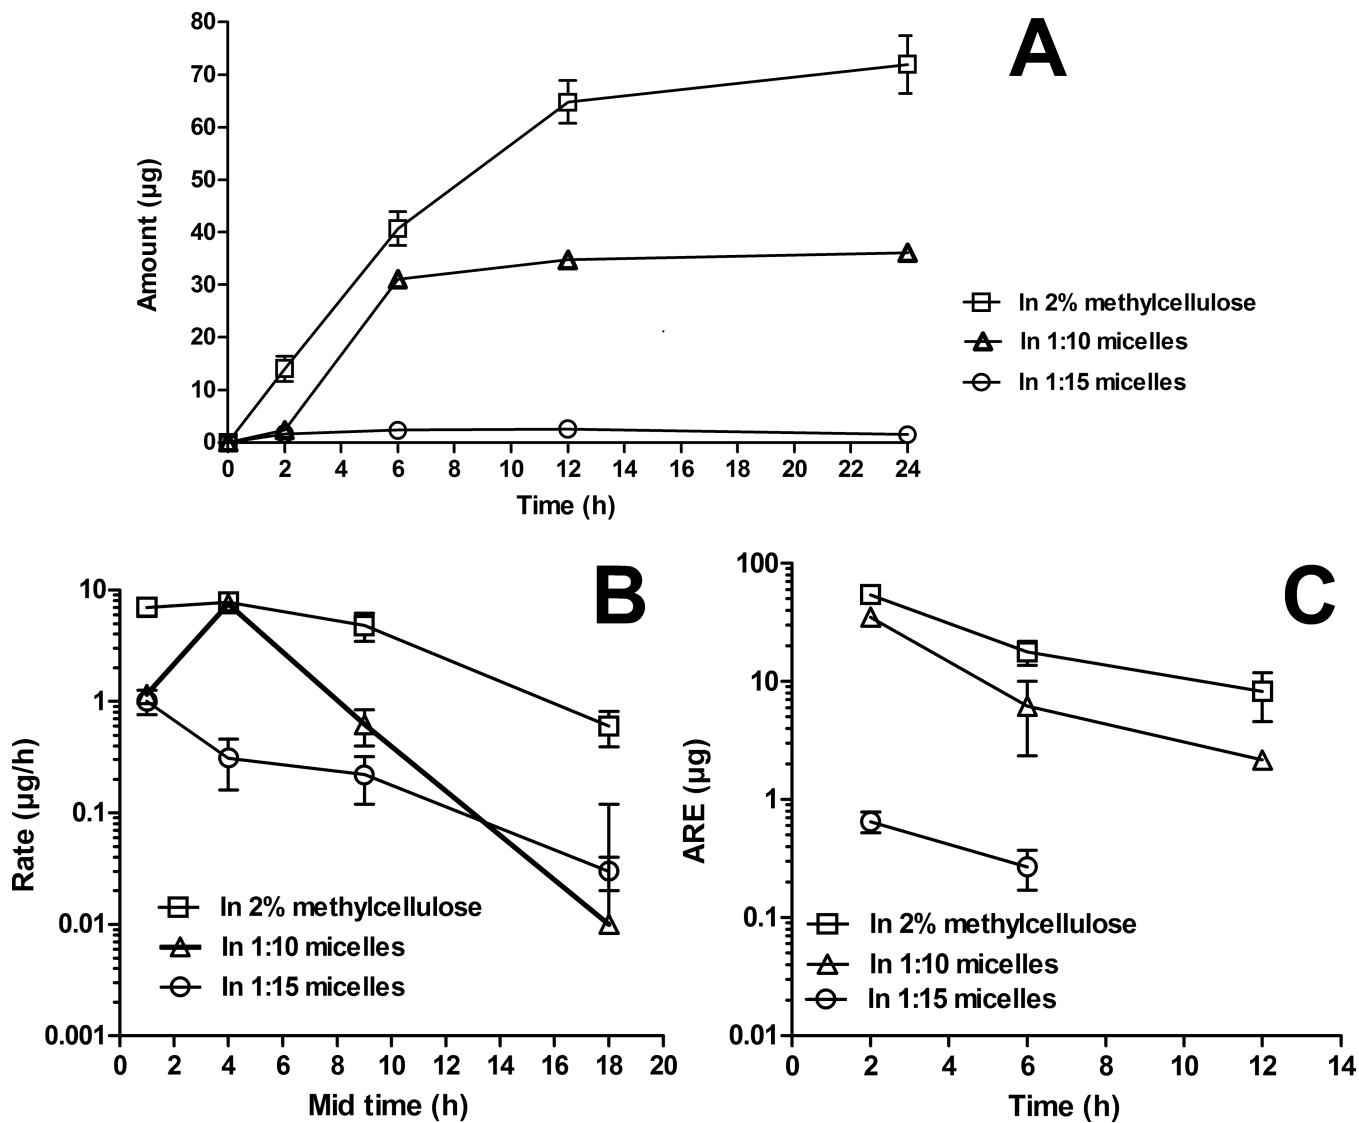 A
80
70
60
50
40
30
20
10
0
Amount (µg)
0 2 4 6 8 10 12 14 16 18 20 22 24
Time (h)
In 2% methylcellulose
In 1:10 micelles
In 1:15 micelles
B
10
1
0.1
0.01
0.001
Rate (µg/h)
In 2% methylcellulose
In 1:10 micelles
In 1:15 micelles
0 2 4 6 8 10 12 14 16 18 20
Mid time (h)
C
100
10
1
0.1
0.01
ARE (µg)
In 2% methylcellulose
In 1:10 micelles
In 1:15 micelles
0 2 4 6 8 10 12 14
Time (h)